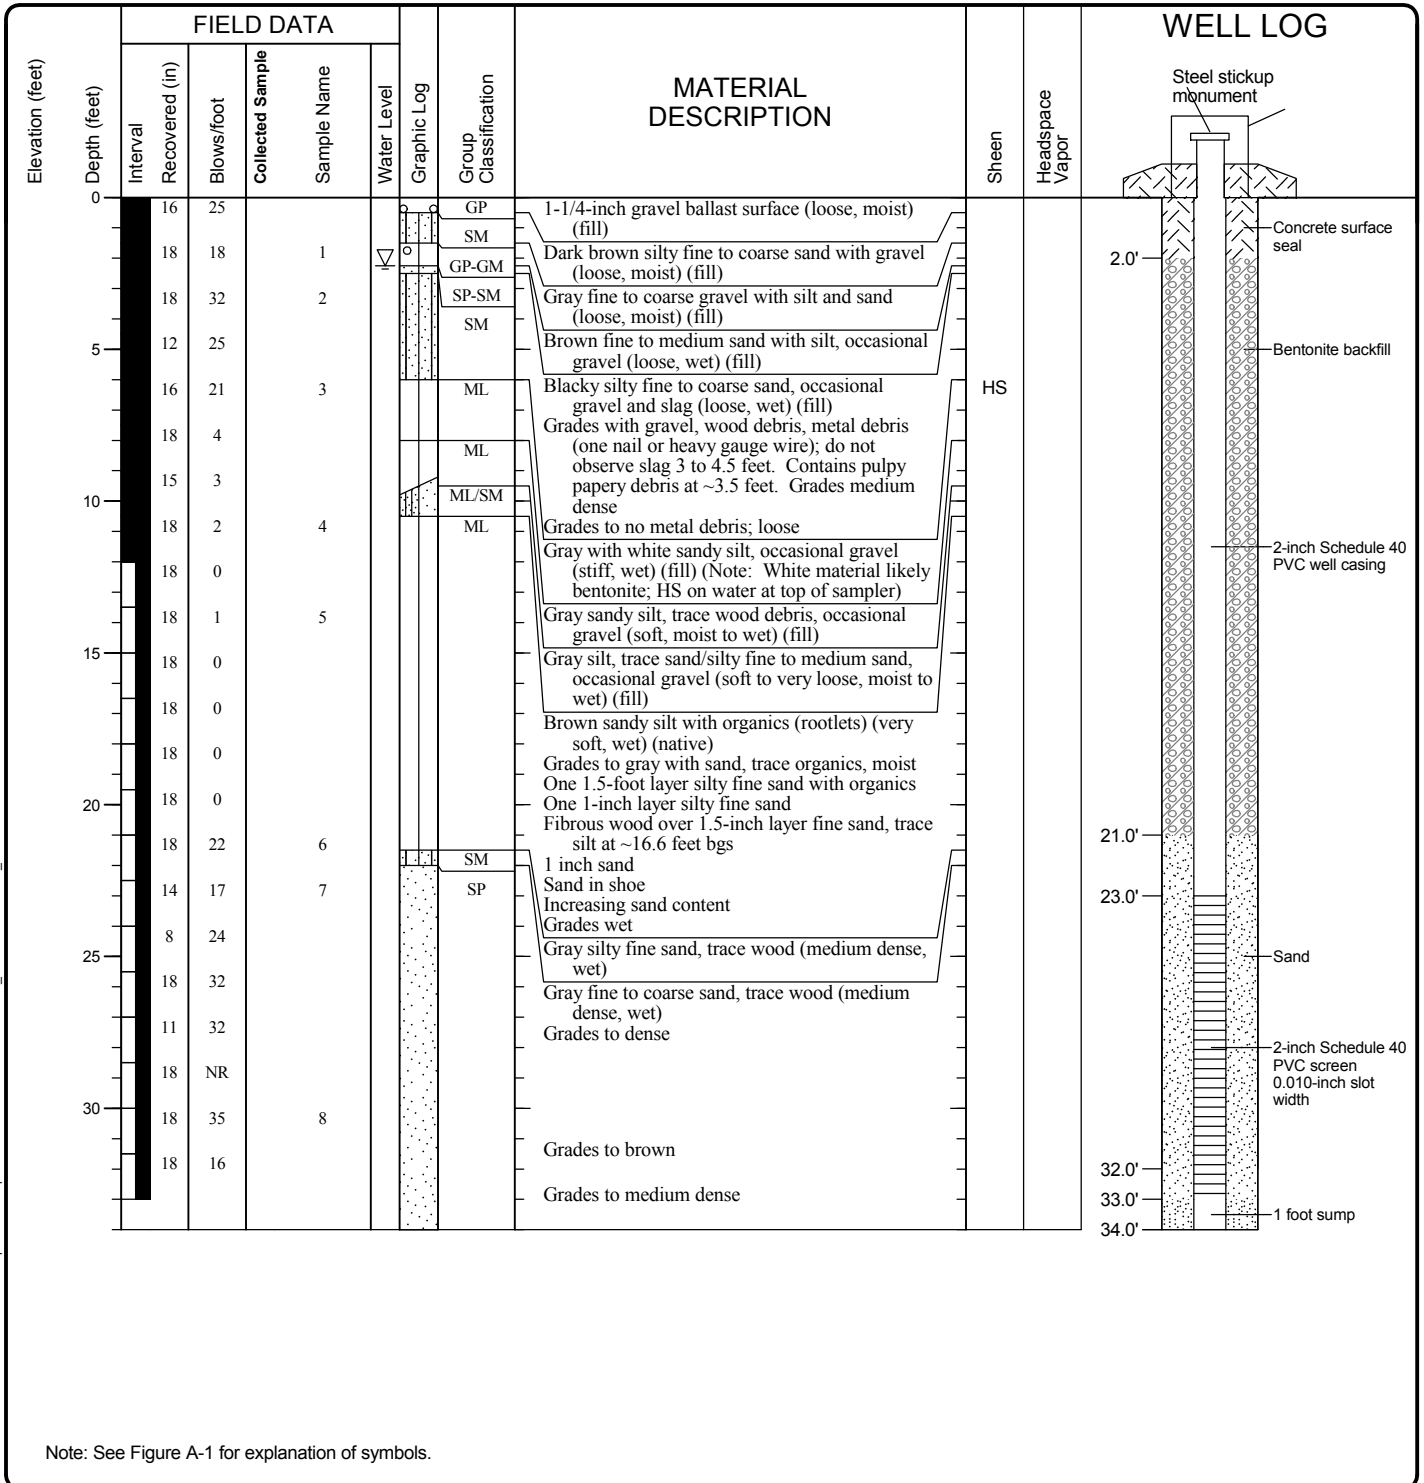 FIELD DATA
WELL LOG
Elevation (feet)
Depth (feet)
Interval
Recovered (in)
Blows/foot
Collected Sample
Sample Name
Water Level
Graphic Log
Group
Classification
MATERIAL
DESCRIPTION
Sheen
Headspace
Vapor
Steel stickup
monument
0
16 25 GP
SM
18 18 1 GP-GM
18 32 2 SP-SM
SM
5
12 25
16 21 3 ML HS
18 4 ML
15 3 ML/SM
10
18 2 4 ML
18 0
18 1 5
15
18 0
18 0
18 0
20
18 0
18 22 6 SM
14 17 7 SP
8 24
25
18 32
11 32
18 NR
30
18 35 8
18 16
1-1/4-inch gravel ballast surface (loose, moist)
(fill)
Dark brown silty fine to coarse sand with gravel
(loose, moist) (fill)
Gray fine to coarse gravel with silt and sand
(loose, moist) (fill)
Brown fine to medium sand with silt, occasional
gravel (loose, wet) (fill)
Blacky silty fine to coarse sand, occasional
gravel and slag (loose, wet) (fill)
Grades with gravel, wood debris, metal debris
(one nail or heavy gauge wire); do not
observe slag 3 to 4.5 feet. Contains pulpy
papery debris at ~3.5 feet. Grades medium
dense
Grades to no metal debris; loose
Gray with white sandy silt, occasional gravel
(stiff, wet) (fill) (Note: White material likely
bentonite; HS on water at top of sampler)
Gray sandy silt, trace wood debris, occasional
gravel (soft, moist to wet) (fill)
Gray silt, trace sand/silty fine to medium sand,
occasional gravel (soft to very loose, moist to
wet) (fill)
Brown sandy silt with organics (rootlets) (very
soft, wet) (native)
Grades to gray with sand, trace organics, moist
One 1.5-foot layer silty fine sand with organics
One 1-inch layer silty fine sand
Fibrous wood over 1.5-inch layer fine sand, trace
silt at ~16.6 feet bgs
1 inch sand
Sand in shoe
Increasing sand content
Grades wet
Gray silty fine sand, trace wood (medium dense,
wet)
Gray fine to coarse sand, trace wood (medium
dense, wet)
Grades to dense
Grades to brown
Grades to medium dense
Concrete surface
seal
2.0'
Bentonite backfill
2-inch Schedule 40
PVC well casing
21.0'
23.0'
Sand
2-inch Schedule 40
PVC screen
0.010-inch slot
width
32.0'
33.0'
1 foot sump
34.0'
Note: See Figure A-1 for explanation of symbols.